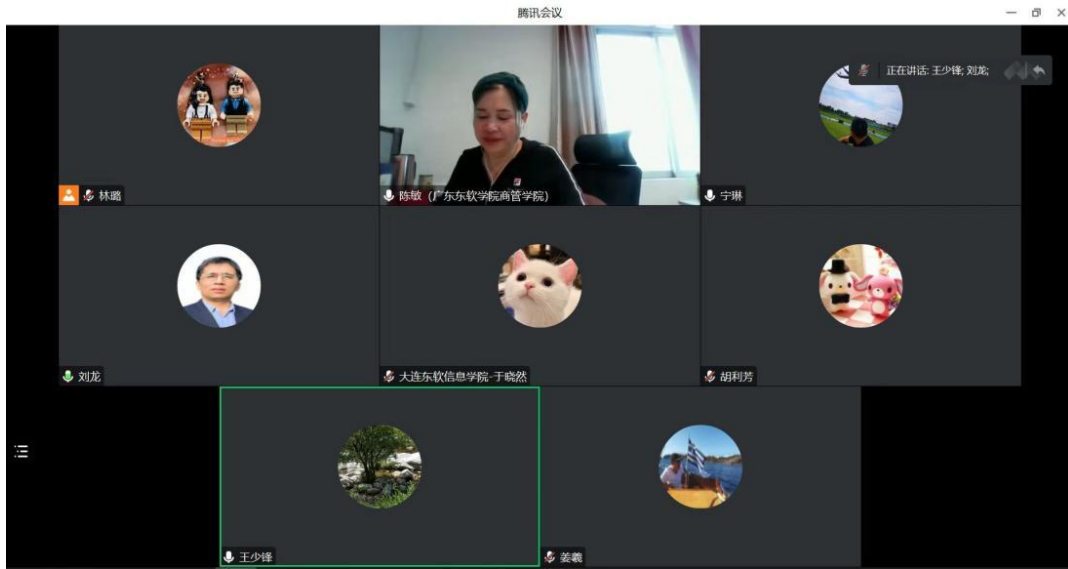 腾讯会议
正在讲话: 王少锋; 刘龙;
林璐
陈敏（广东东软学院商管学院）
宁琳
刘龙
大连东软信息学院-于晓然
胡利芳
王少锋
姜羲